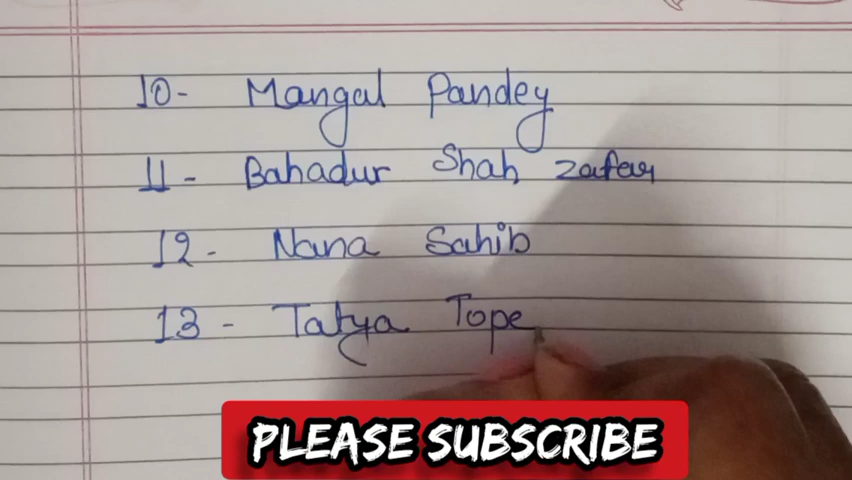 10- Mangal Pandey
11- Bahadur Shah Zafar
12- Nana Sahib
13- Tatya Tope
PLEASE SUBSCRIBE